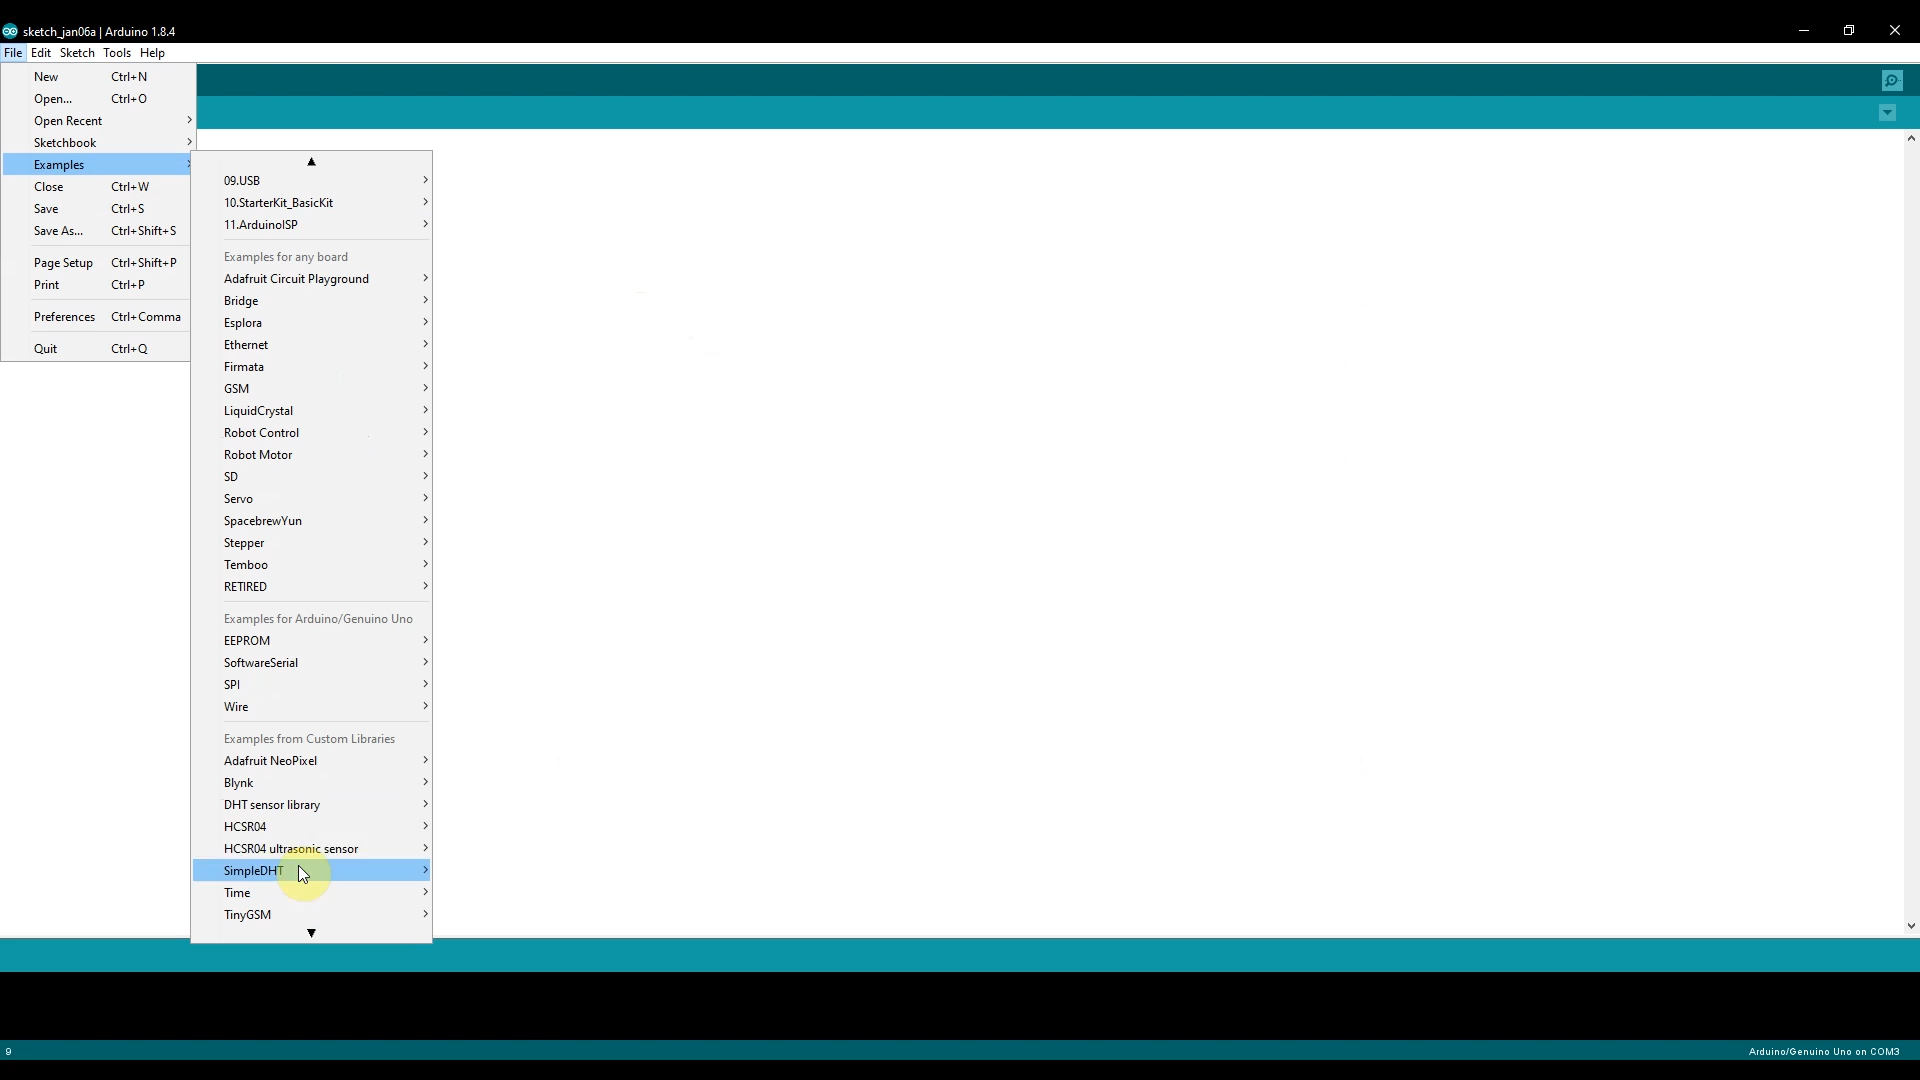 sketch_jan06a | Arduino 1.8.4
File Edit Sketch Tools Help
New Ctrl+N
Open... Ctrl+O
Open Recent
Sketchbook
Examples
Close Ctrl+W
Save Ctrl+S
Save As... Ctrl+Shift+S
Page Setup Ctrl+Shift+P
Print Ctrl+P
Preferences Ctrl+Comma
Quit Ctrl+Q
09.USB
10.StarterKit_BasicKit
11.ArduinoISP
Examples for any board
Adafruit Circuit Playground
Bridge
Esplora
Ethernet
Firmata
GSM
LiquidCrystal
Robot Control
Robot Motor
SD
Servo
SpacebrewYun
Stepper
Temboo
RETIRED
Examples for Arduino/Genuino Uno
EEPROM
SoftwareSerial
SPI
Wire
Examples from Custom Libraries
Adafruit NeoPixel
Blynk
DHT sensor library
HCSR04
HCSR04 ultrasonic sensor
SimpleDHT
Time
TinyGSM
9
Arduino/Genuino Uno on COM3